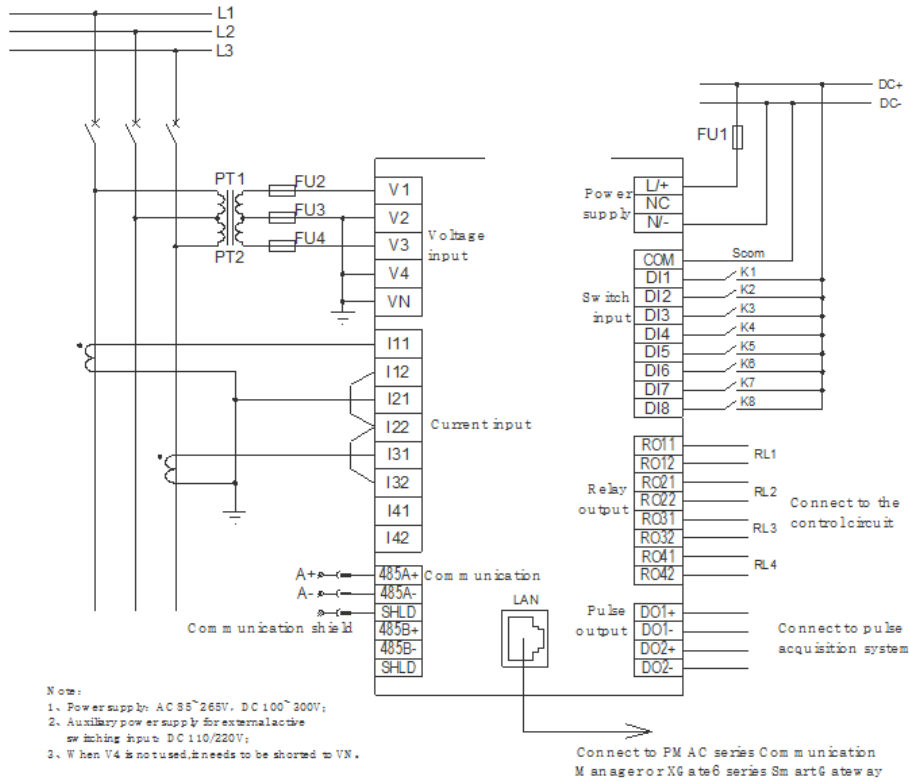 L1
L2
L3
DC+
DC-
FU1
PT1
FU2
FU3
FU4
PT2
V1
V2
V3
V4
VN
Voltage
input
Power
supply
L/+
NC
N/-
COM
Scom
DI1
K1
DI2
K2
DI3
K3
DI4
K4
DI5
K5
DI6
K6
DI7
K7
DI8
K8
Switch
input
I11
I12
I21
I22
I31
I32
I41
I42
Current input
RO11
RO12
RO21
RO22
RO31
RO32
RO41
RO42
RL1
RL2
RL3
RL4
Relay
output
Connect to the
control circuit
A+
A-
485A+
485A-
SHLD
485B+
485B-
SHLD
Communication
Communication shield
LAN
Pulse
output
DO1+
DO1-
DO2+
DO2-
Connect to pulse
acquisition system
Note:
1、Power supply: AC 85~265V, DC 100~300V;
2、Auxiliary power supply for external active
switching input: DC 110/220V;
3、When V4 is not used,it needs to be shorted to VN.
Connect to PMAC series Communication
Manager or XGate6 series Smart Gateway